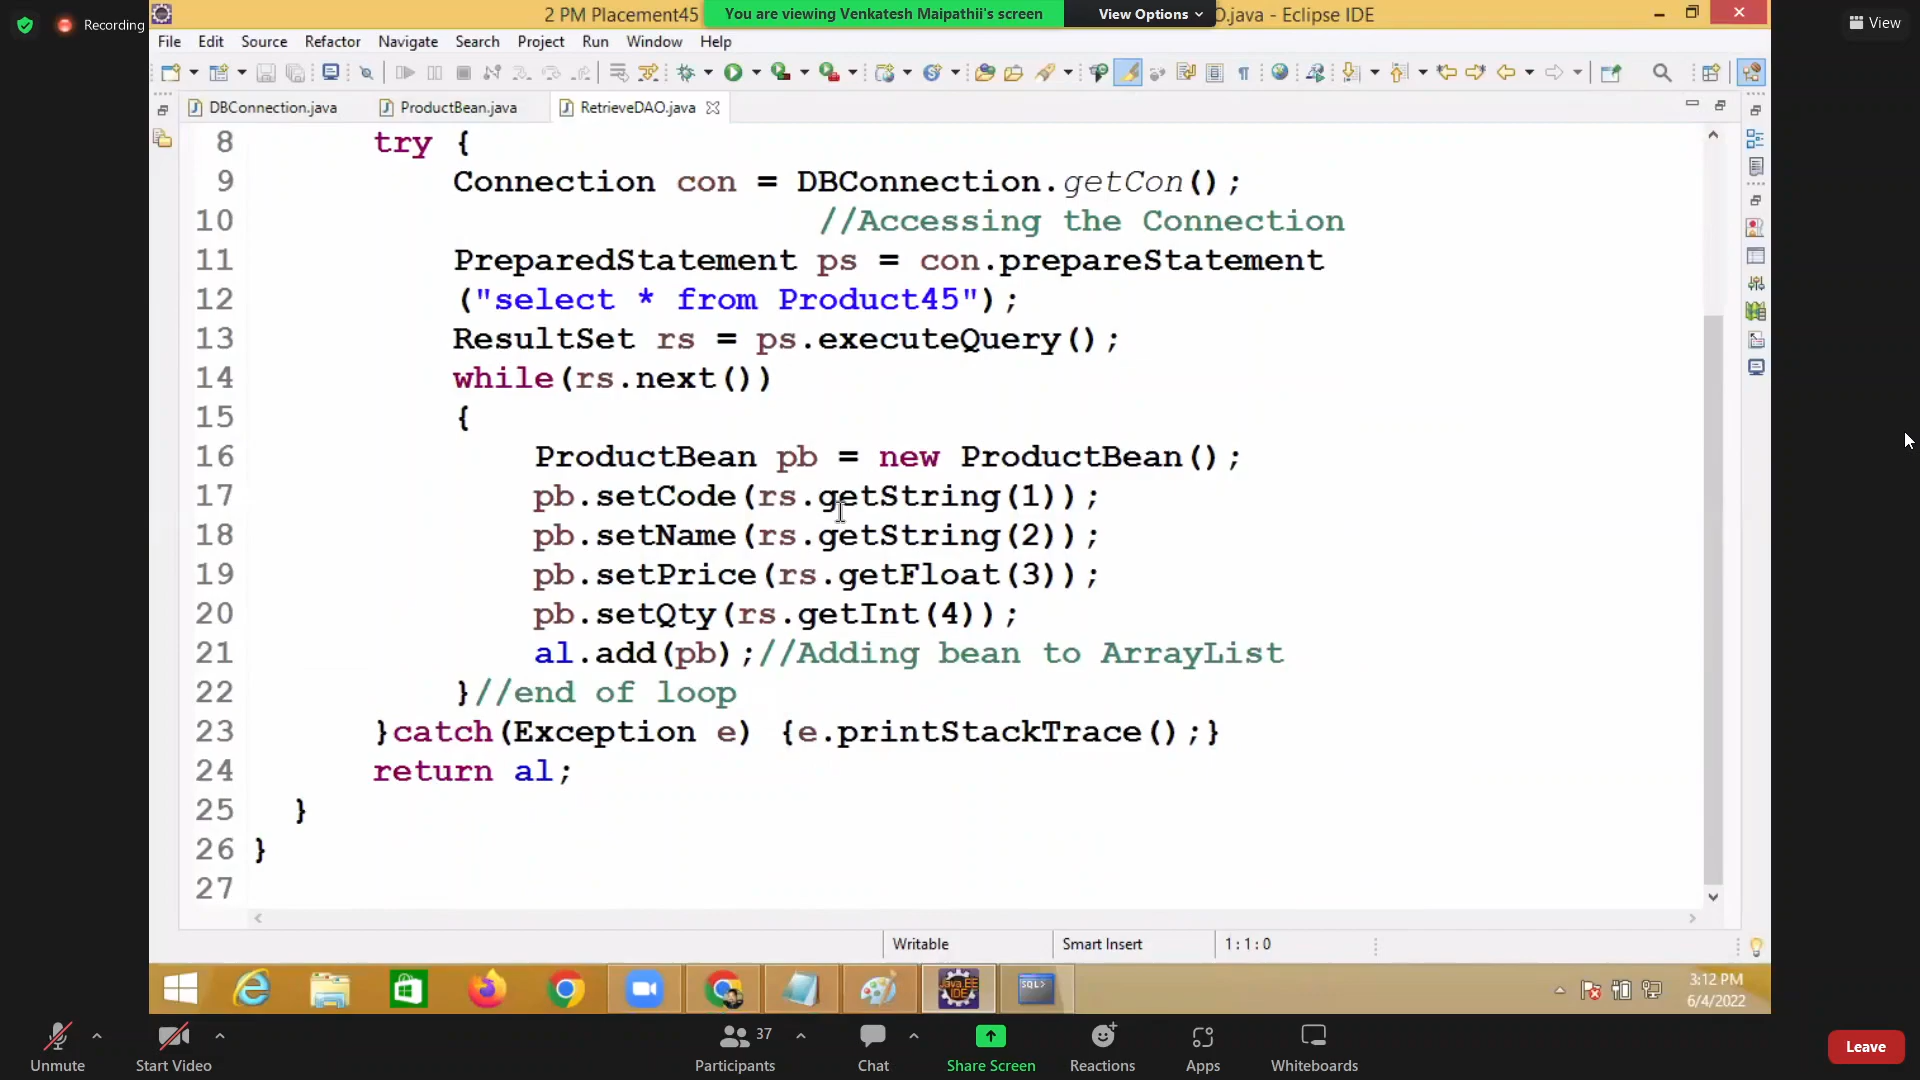 Recording
2 PM Placement45
You are viewing Venkatesh Maipathii's screen
View Options
O.java - Eclipse IDE
View
File Edit Source Refactor Navigate Search Project Run Window Help
DBConnection.java
ProductBean.java
RetrieveDAO.java
8 try {
9 Connection con = DBConnection.getCon();
10 //Accessing the Connection
11 PreparedStatement ps = con.prepareStatement
12 ("select * from Product45");
13 ResultSet rs = ps.executeQuery();
14 while(rs.next())
15 {
16 ProductBean pb = new ProductBean();
17 pb.setCode(rs.getString(1));
18 pb.setName(rs.getString(2));
19 pb.setPrice(rs.getFloat(3));
20 pb.setQty(rs.getInt(4));
21 al.add(pb);//Adding bean to ArrayList
22 }//end of loop
23 }catch(Exception e) {e.printStackTrace();}
24 return al;
25 }
26 }
27
Writable
Smart Insert
1 : 1 : 0
Java EE
IDE
SQL>
3:12 PM
6/4/2022
Unmute
Start Video
37
Participants
Chat
Share Screen
Reactions
Apps
Whiteboards
Leave